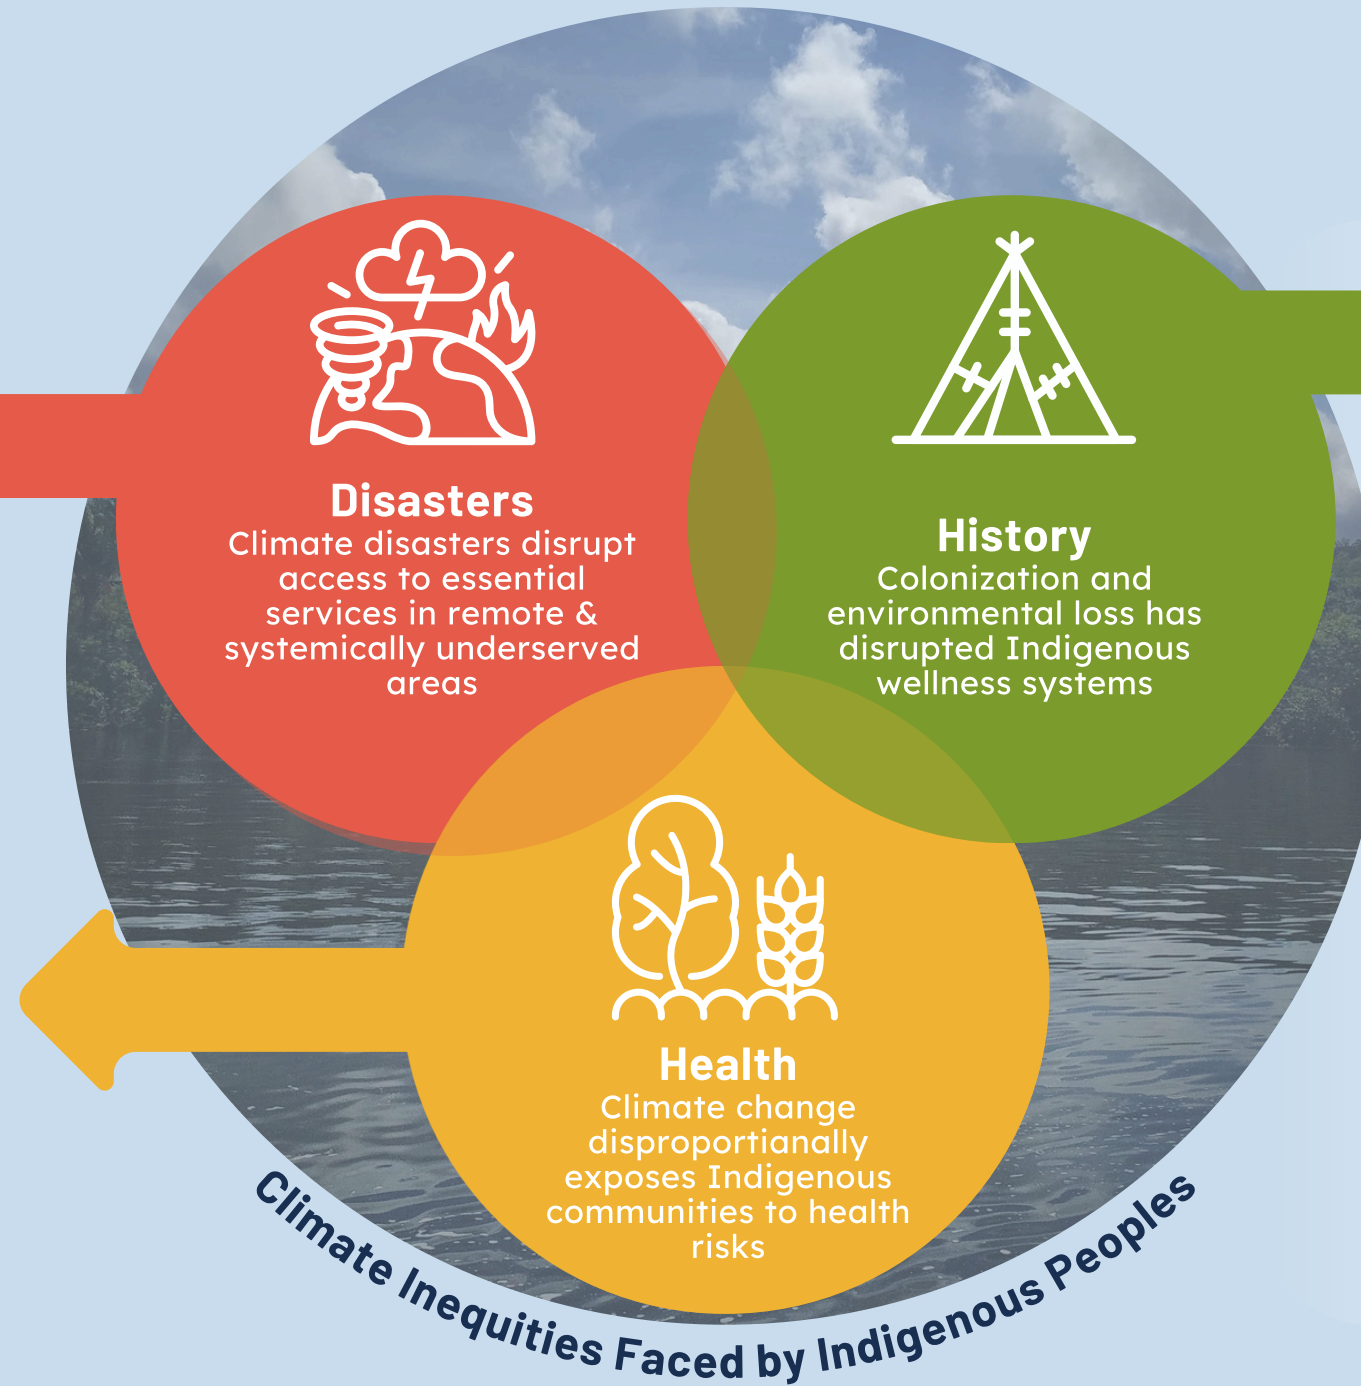 Disasters
Climate disasters disrupt
access to essential
services in remote &
systemically underserved
areas
History
Colonization and
environmental loss has
disrupted Indigenous
wellness systems
Health
Climate change
disproportianally
exposes Indigenous
communities to health
risks
Climate Inequities Faced by Indigenous Peoples